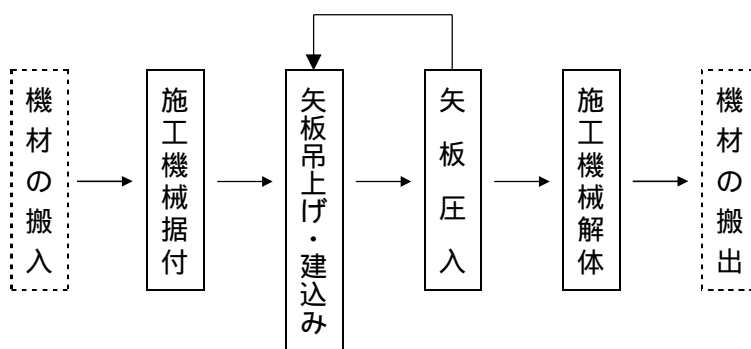 機材の搬入
施工機械据付
矢板吊上げ・建込み
矢板圧入
施工機械解体
機材の搬出